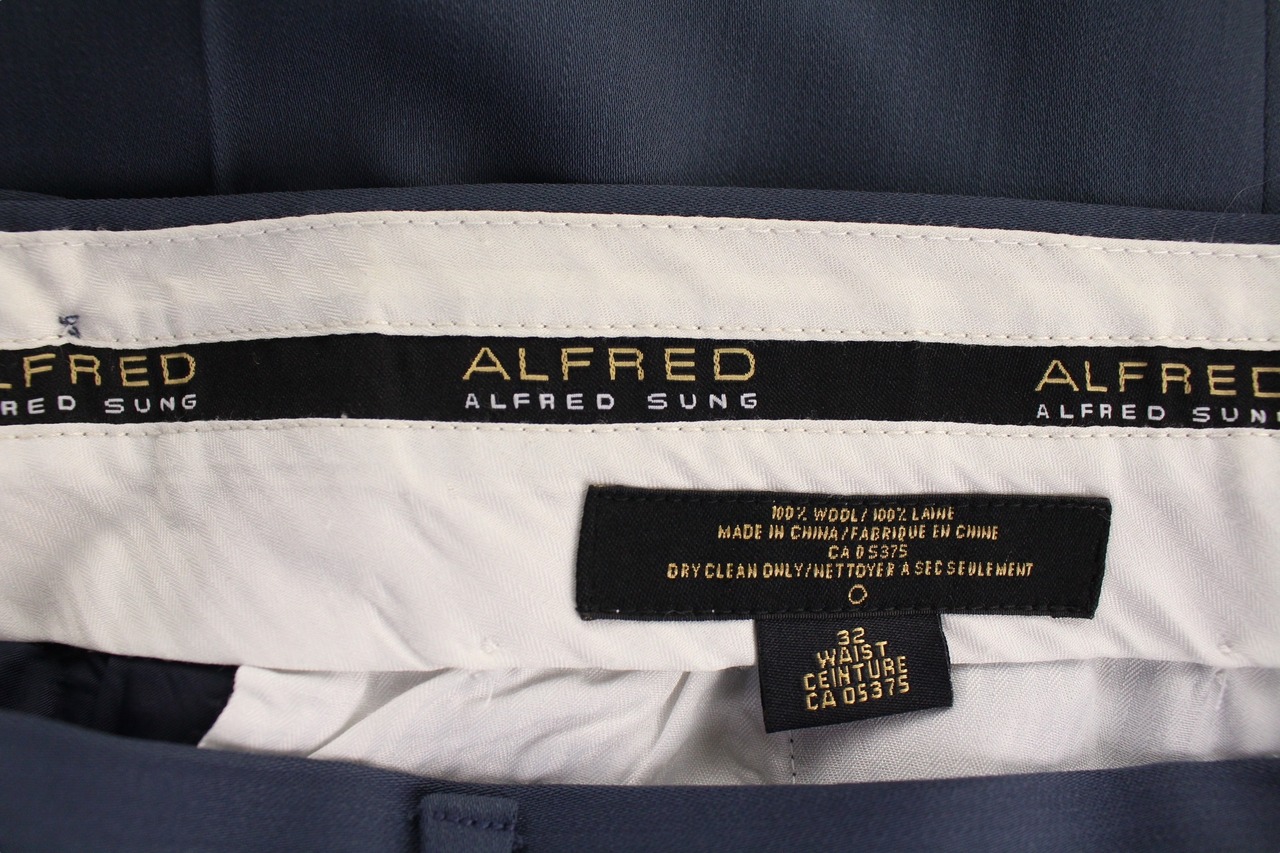 LFRED
RED SUNG
ALFRED
ALFRED SUNG
ALFRED
ALFRED SUN
100% WOOL / 100% LAINE
MADE IN CHINA/FABRIQUE EN CHINE
CA 05375
DRY CLEAN ONLY/NETTOYER À SEC SEULEMENT
32
WAIST
CEINTURE
CA 05375